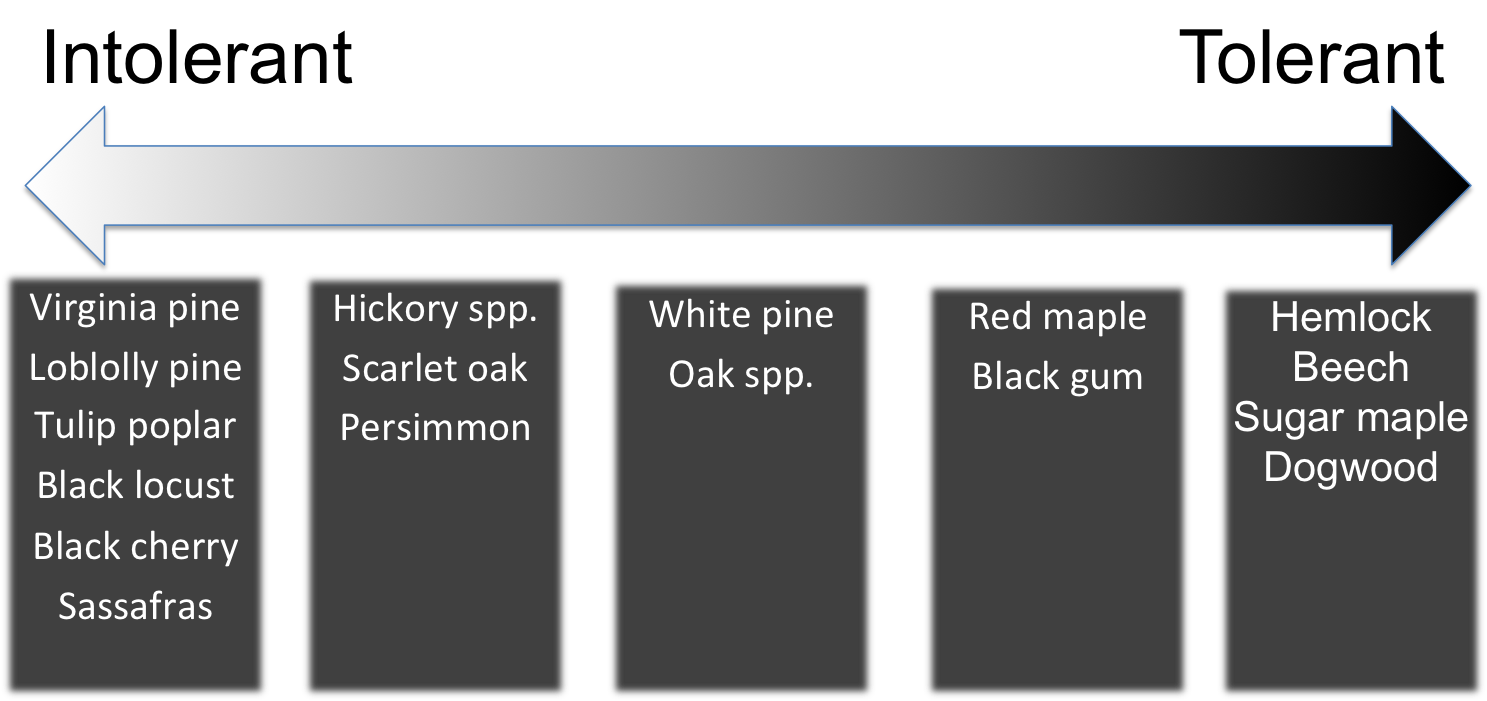 Intolerant
Tolerant
Virginia pine
Loblolly pine
Tulip poplar
Black locust
Black cherry
Sassafras
Hickory spp.
Scarlet oak
Persimmon
White pine
Oak spp.
Red maple
Black gum
Hemlock
Beech
Sugar maple
Dogwood